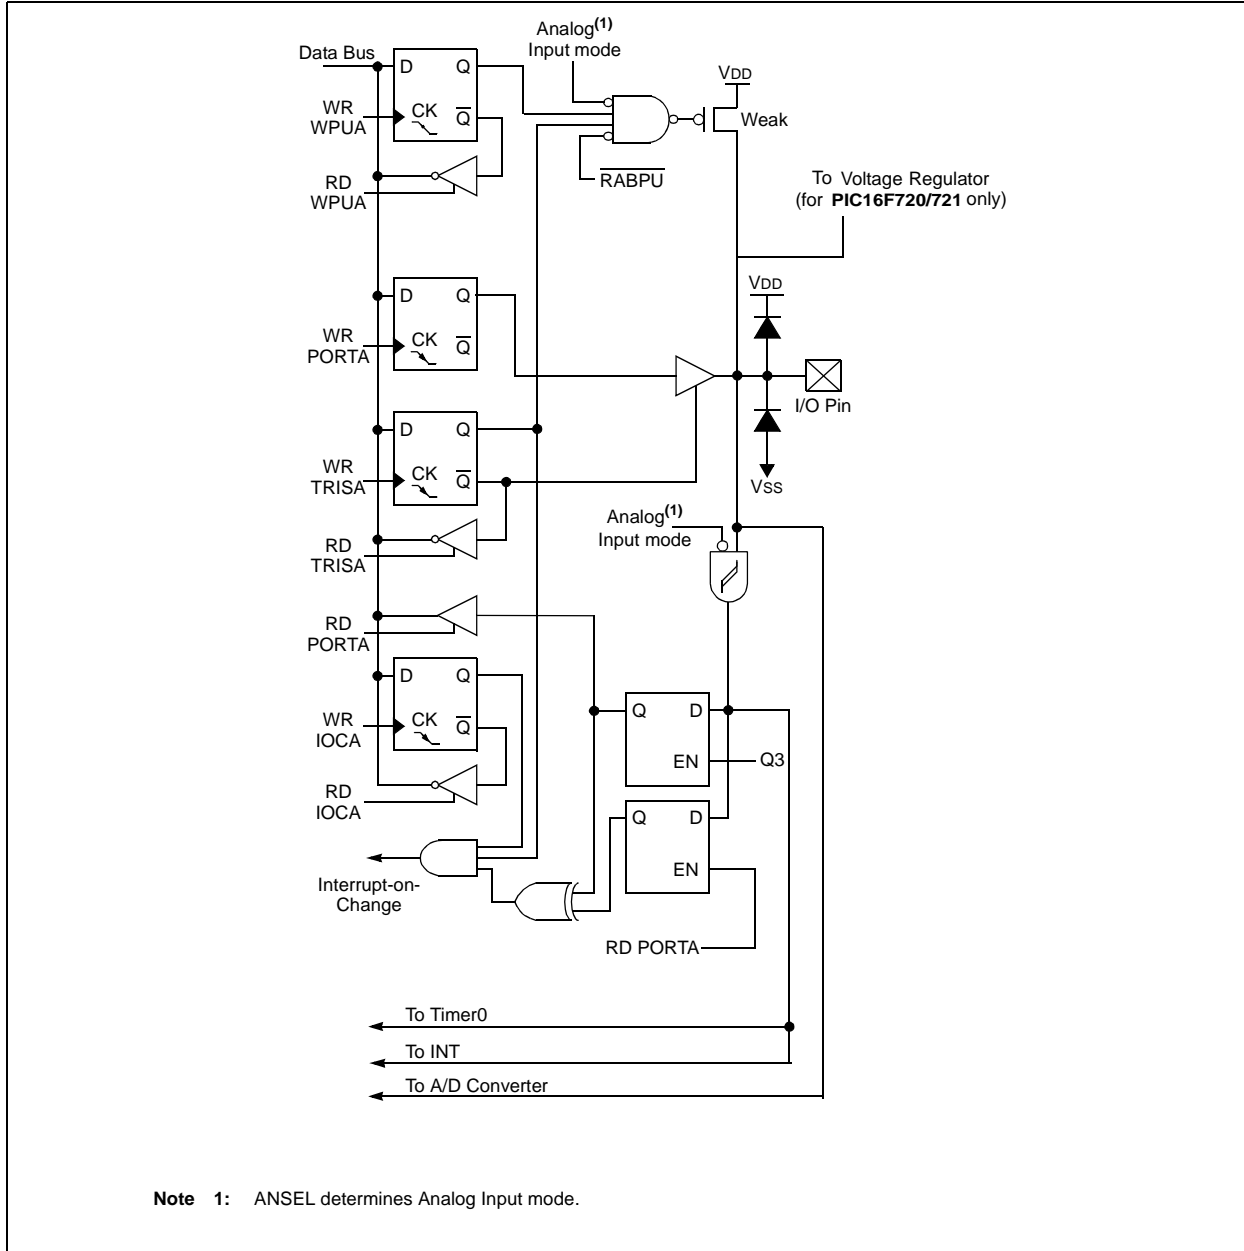 Analog(1)
Input mode
Data Bus
D Q
VDD
WR
WPUA
CK Q
Weak
RABPU
RD
WPUA
To Voltage Regulator
(for PIC16F720/721 only)
VDD
D Q
WR
PORTA
CK Q
I/O Pin
D Q
WR
TRISA
CK Q
VSS
Analog(1)
Input mode
RD
TRISA
RD
PORTA
D Q
WR
IOCA
CK Q
Q D
EN
Q3
RD
IOCA
Q D
EN
Interrupt-on-
Change
RD PORTA
To Timer0
To INT
To A/D Converter
Note 1: ANSEL determines Analog Input mode.